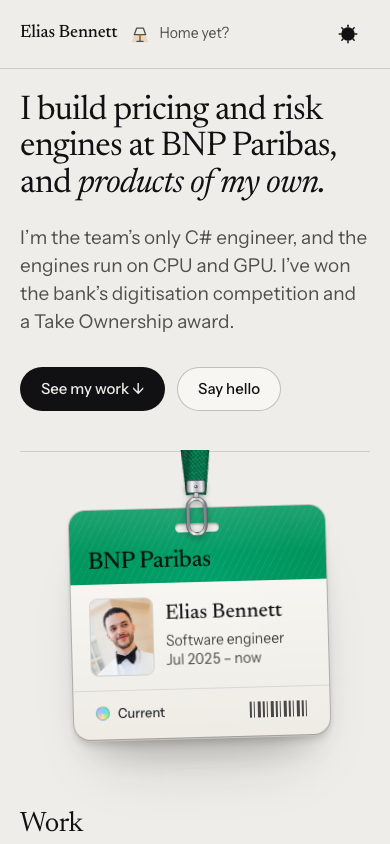 Elias Bennett
Home yet?
I build pricing and risk
engines at BNP Paribas,
and products of my own.
I’m the team’s only C# engineer, and the
engines run on CPU and GPU. I’ve won
the bank’s digitisation competition and
a Take Ownership award.
See my work ↓
Say hello
BNP Paribas
Elias Bennett
Software engineer
Jul 2025 – now
Current
Work